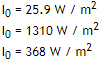 I₀ = 25.9 W / m²
I₀ = 1310 W / m²
I₀ = 368 W / m²